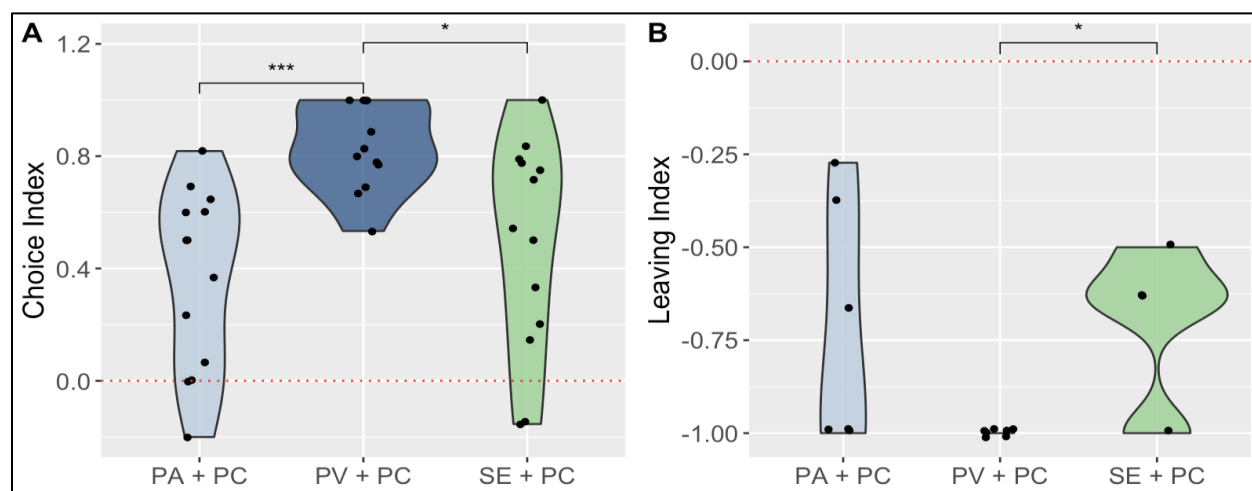 A
Choice Index
1.2
0.8
0.4
0.0
***
*
PA + PC
PV + PC
SE + PC
B
Leaving Index
0.00
-0.25
-0.50
-0.75
-1.00
*
PA + PC
PV + PC
SE + PC